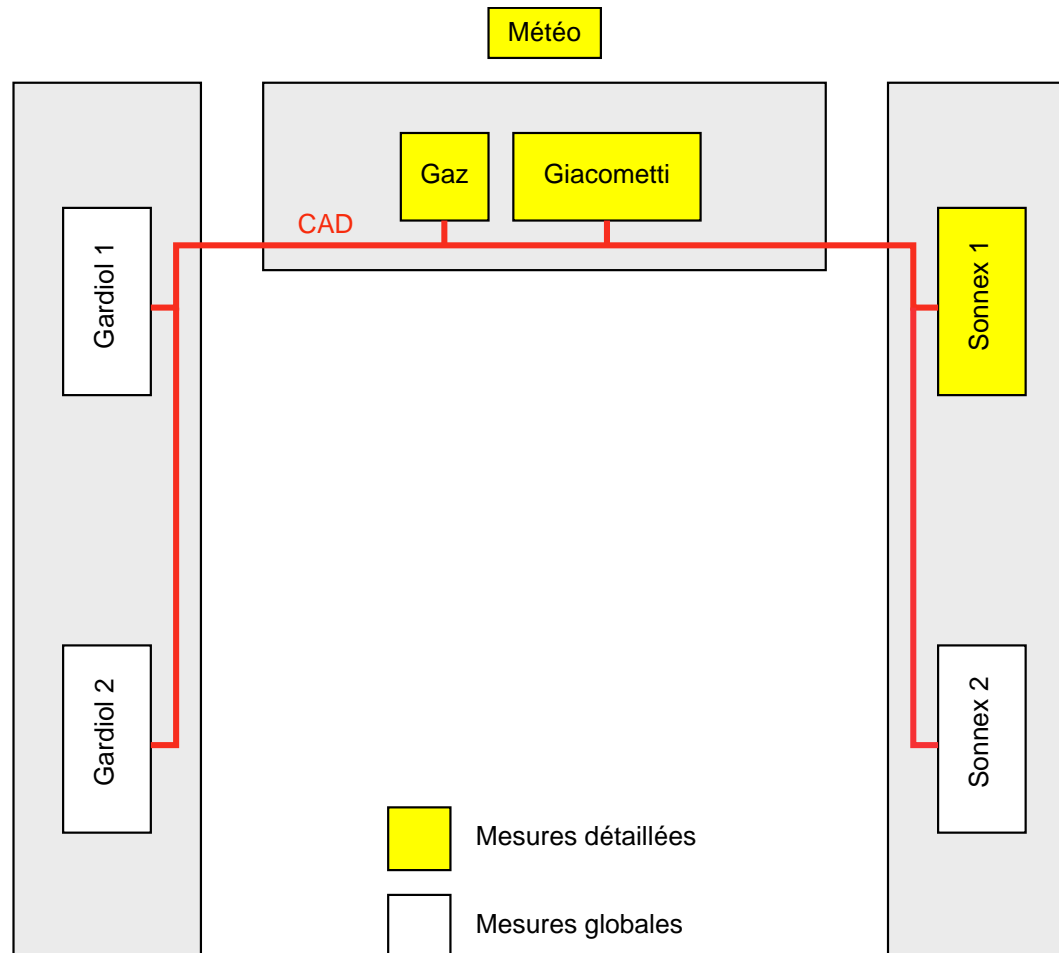 Météo
Gaz
Giacometti
CAD
Gardiol 1
Sonnex 1
Gardiol 2
Sonnex 2
Mesures détaillées
Mesures globales